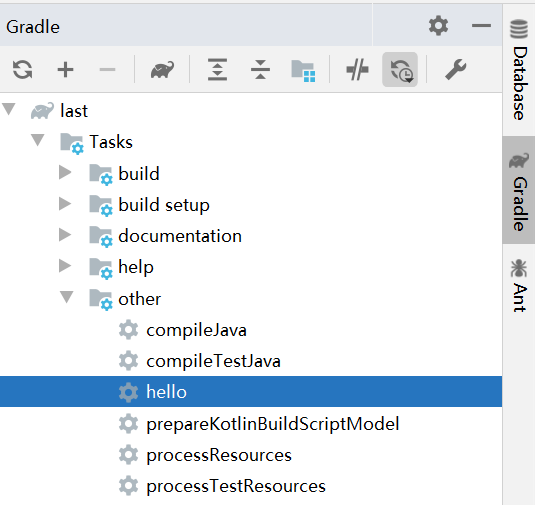 Gradle
last
Tasks
build
build setup
documentation
help
other
compileJava
compileTestJava
hello
prepareKotlinBuildScriptModel
processResources
processTestResources
Database
Gradle
Ant